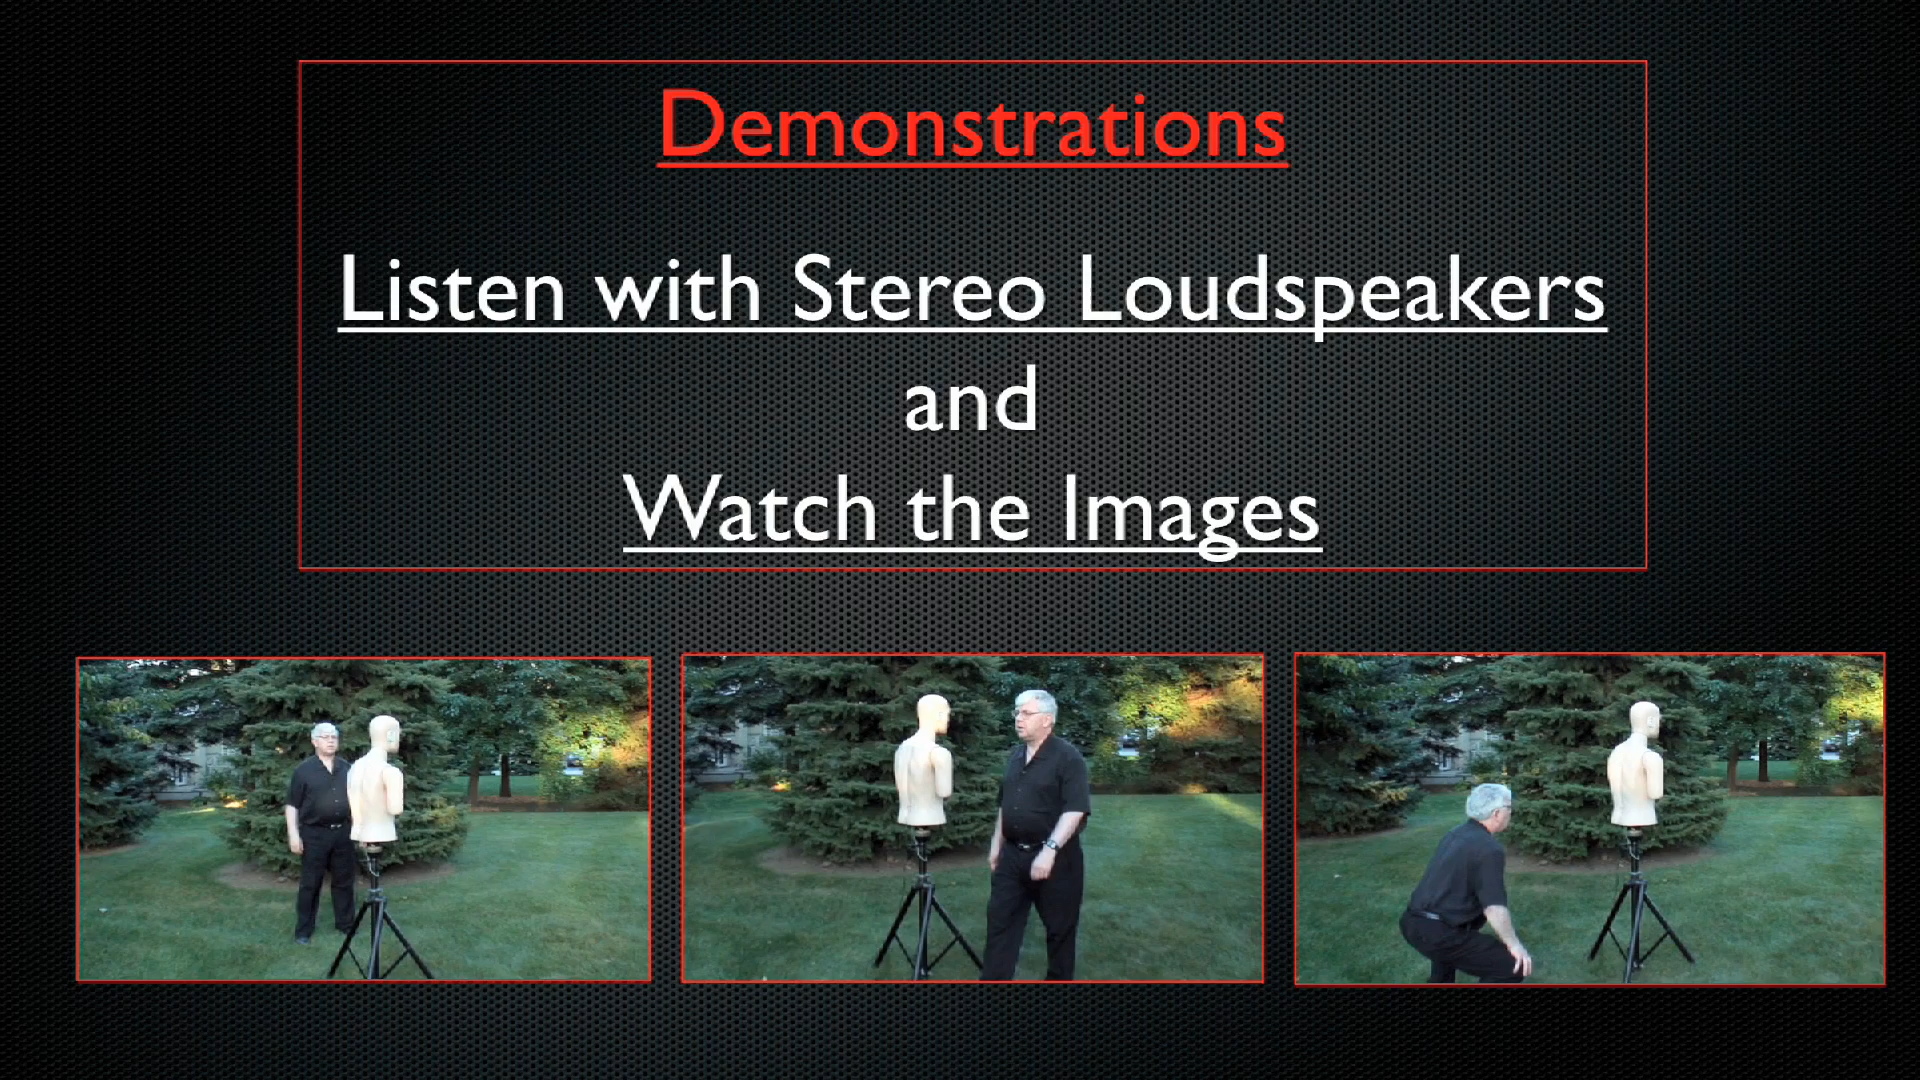 Demonstrations
Listen with Stereo Loudspeakers
and
Watch the Images